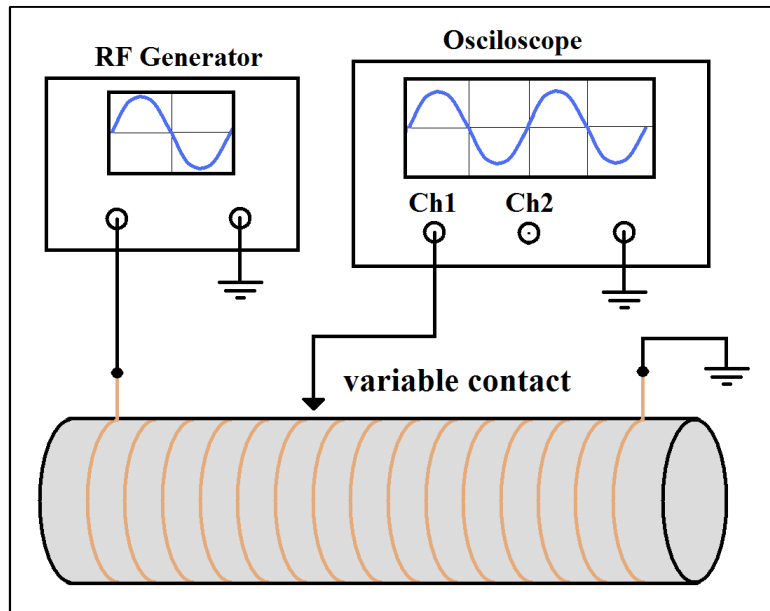 RF Generator
Osciloscope
Ch1
Ch2
variable contact